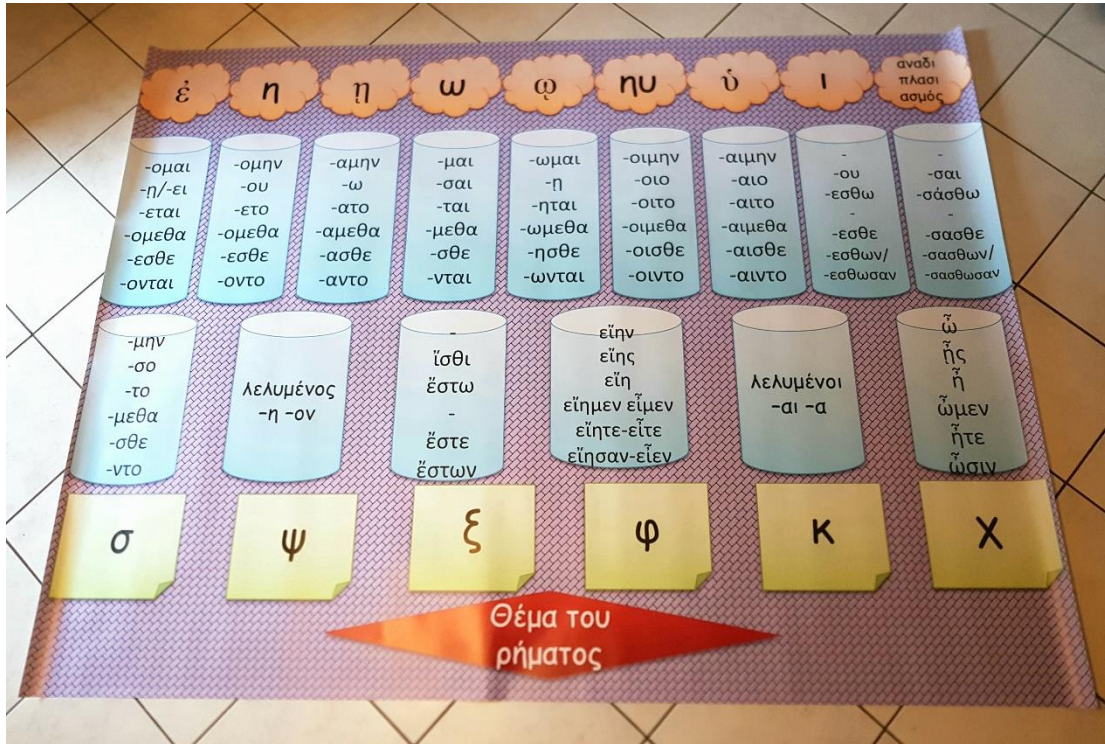 ἐ
η
ῃ
ω
ῳ
ηυ
ὐ
ι
αναδι
πλασι
ασμός
-ομαι
-ῃ/-ει
-εται
-ομεθα
-εσθε
-ονται
-ομην
-ου
-ετο
-ομεθα
-εσθε
-οντο
-αμην
-ω
-ατο
-αμεθα
-ασθε
-αντο
-μαι
-σαι
-ται
-μεθα
-σθε
-νται
-ωμαι
-ῃ
-ηται
-ωμεθα
-ησθε
-ωνται
-οιμην
-οιο
-οιτο
-οιμεθα
-οισθε
-οιντο
-αιμην
-αιο
-αιτο
-αιμεθα
-αισθε
-αιντο
-
-ου
-εσθω
-
-εσθε
-εσθων/
-εσθωσαν
-
-σαι
-σάσθω
-
-σασθε
-σασθων/
-σασθωσαν
-μην
-σο
-το
-μεθα
-σθε
-ντο
λελυμένος
-η -ον
-
ἴσθι
ἔστω
-
ἔστε
ἔστων
εἴην
εἴης
εἴη
εἴημεν εἶμεν
εἴητε-εἶτε
εἴησαν-εἶεν
λελυμένοι
-αι -α
ὦ
ᾖς
ᾖ
ὦμεν
ἦτε
ὦσιν
σ
ψ
ξ
φ
κ
χ
Θέμα του
ρήματος